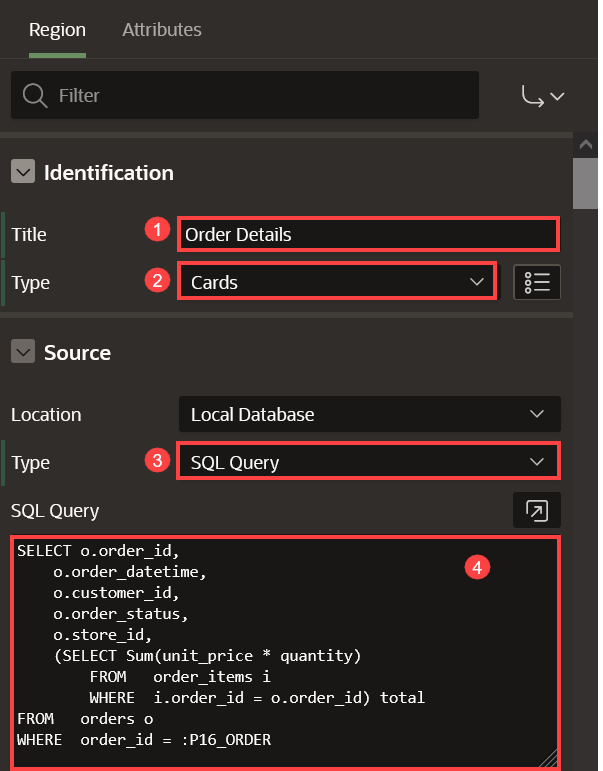 Region Attributes
Filter
Identification
Title 1 Order Details
Type 2 Cards
Source
Location Local Database
Type 3 SQL Query
SQL Query
4
SELECT o.order_id,
    o.order_datetime,
    o.customer_id,
    o.order_status,
    o.store_id,
    (SELECT Sum(unit_price * quantity)
        FROM   order_items i
        WHERE  i.order_id = o.order_id) total
FROM   orders o
WHERE  order_id = :P16_ORDER